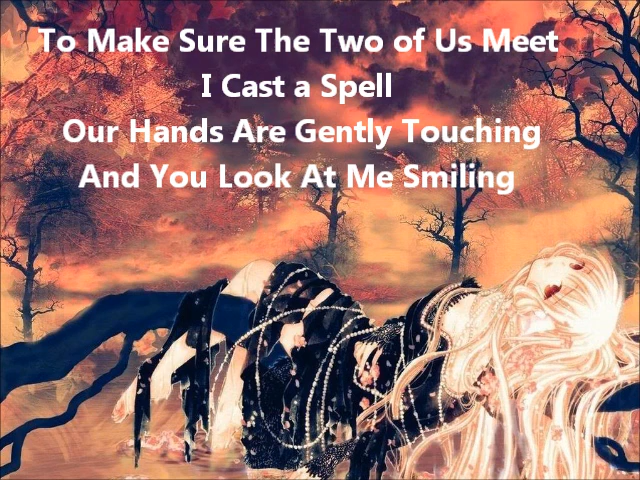 To Make Sure The Two of Us Meet
I Cast a Spell
Our Hands Are Gently Touching
And You Look At Me Smiling